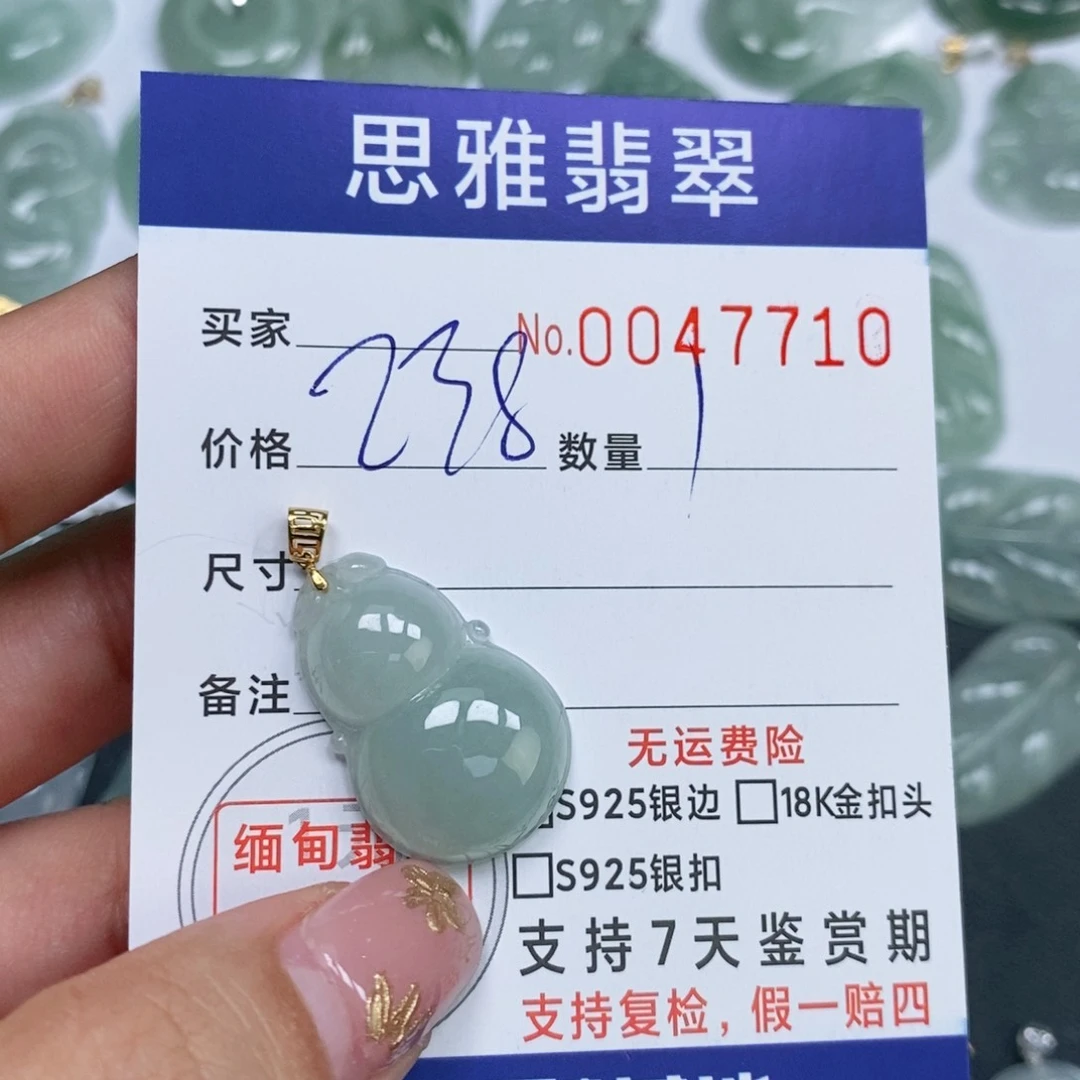 思雅翡翠
买家 No.0047710
价格 238 数量 1
尺寸
备注
无运费险
S925银边 18K金扣头
缅甸翡
S925银扣
支持7天鉴赏期
支持复检，假一赔四